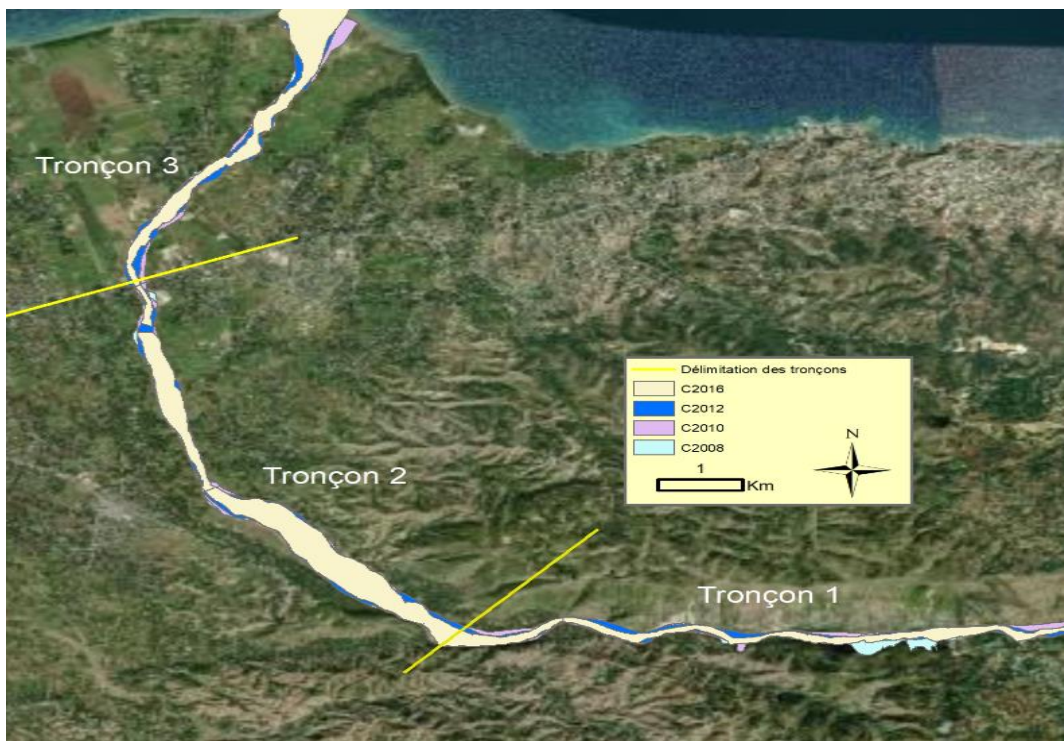 Tronçon 3
Tronçon 2
Délimitation des tronçons
C2016
C2012
C2010
C2008
N
1
Km
Tronçon 1